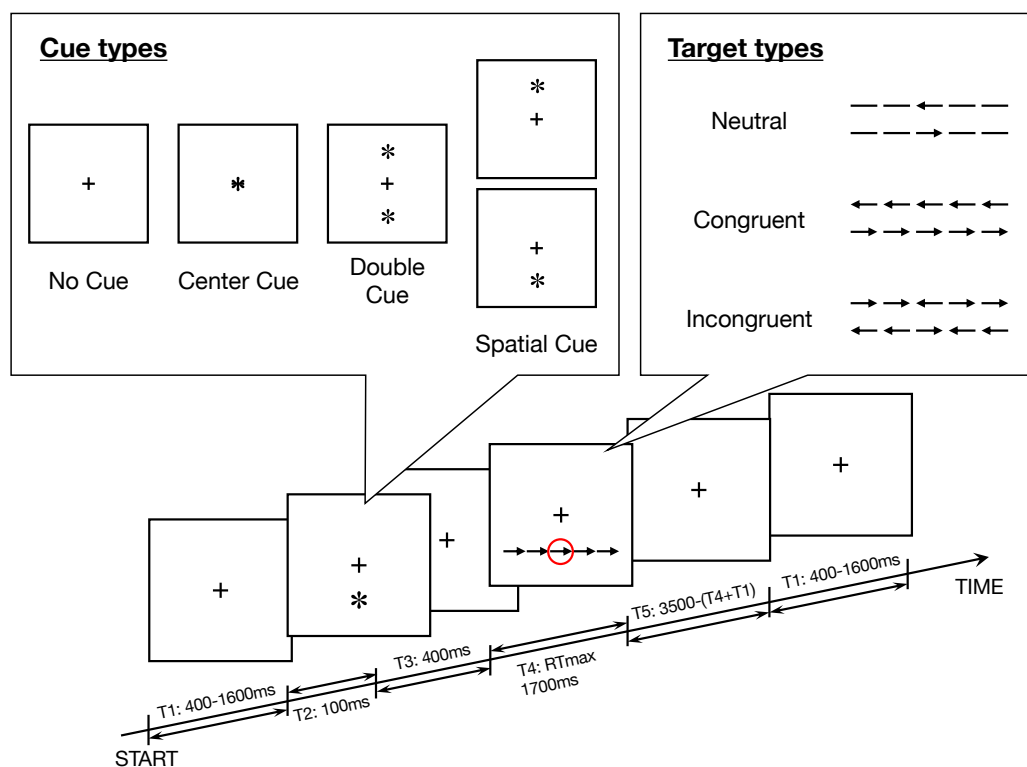 Cue types
No Cue
Center Cue
Double
Cue
Spatial Cue
Target types
Neutral
Congruent
Incongruent
T1: 400-1600ms
T2: 100ms
T3: 400ms
T4: RTmax
1700ms
T5: 3500-(T4+T1)
T1: 400-1600ms
START
TIME